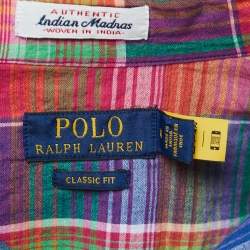 AUTHENTIC
Indian Madras
-WOVEN IN INDIA-
POLO
RALPH LAUREN
CLASSIC FIT